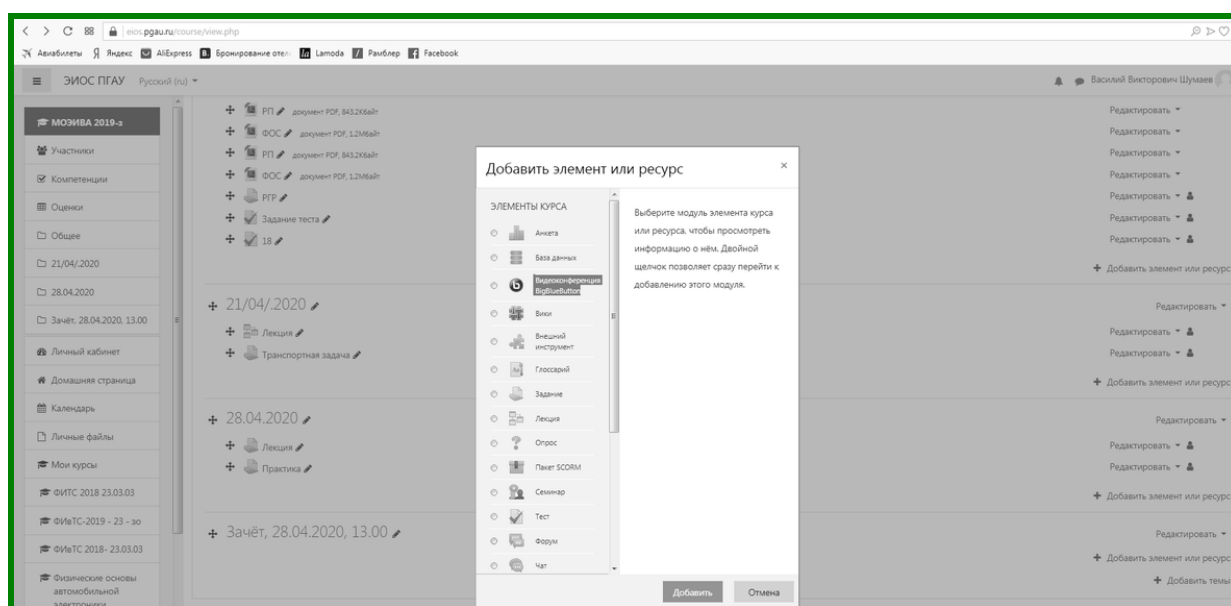 eios.pgau.ru/course/view.php
Авиабилеты Яндекс AliExpress Бронирование отел Lamoda Рамблер Facebook
ЭИОС ПГАУ Русский (ru) Василий Викторович Шумаев
МОЭИВА 2019-з
Участники
Компетенции
Оценки
Общее
21/04/.2020
28.04.2020
Зачёт, 28.04.2020, 13.00
Личный кабинет
Домашняя страница
Календарь
Личные файлы
Мои курсы
ФИТС 2018 23.03.03
ФИвТС-2019 - 23 - зо
ФИвТС 2018- 23.03.03
Физические основы
автомобильной
электроники
РП документ PDF, 843.2Кбайт Редактировать
ФОС документ PDF, 1.2Мбайт Редактировать
РП документ PDF, 843.2Кбайт Редактировать
ФОС документ PDF, 1.2Мбайт Редактировать
РГР Редактировать
Задание теста Редактировать
18 Редактировать
Добавить элемент или ресурс
21/04/.2020 Редактировать
Лекция Редактировать
Транспортная задача Редактировать
Добавить элемент или ресурс
28.04.2020 Редактировать
Лекция Редактировать
Практика Редактировать
Добавить элемент или ресурс
Зачёт, 28.04.2020, 13.00 Редактировать
Добавить элемент или ресурс
Добавить темы
Добавить элемент или ресурс ×
ЭЛЕМЕНТЫ КУРСА
Анкета
База данных
Видеоконференция
BigBlueButton
Вики
Внешний
инструмент
Глоссарий
Задание
Лекция
Опрос
Пакет SCORM
Семинар
Тест
Форум
Чат
Выберите модуль элемента курса
или ресурса, чтобы просмотреть
информацию о нём. Двойной
щелчок позволяет сразу перейти к
добавлению этого модуля.
Добавить Отмена